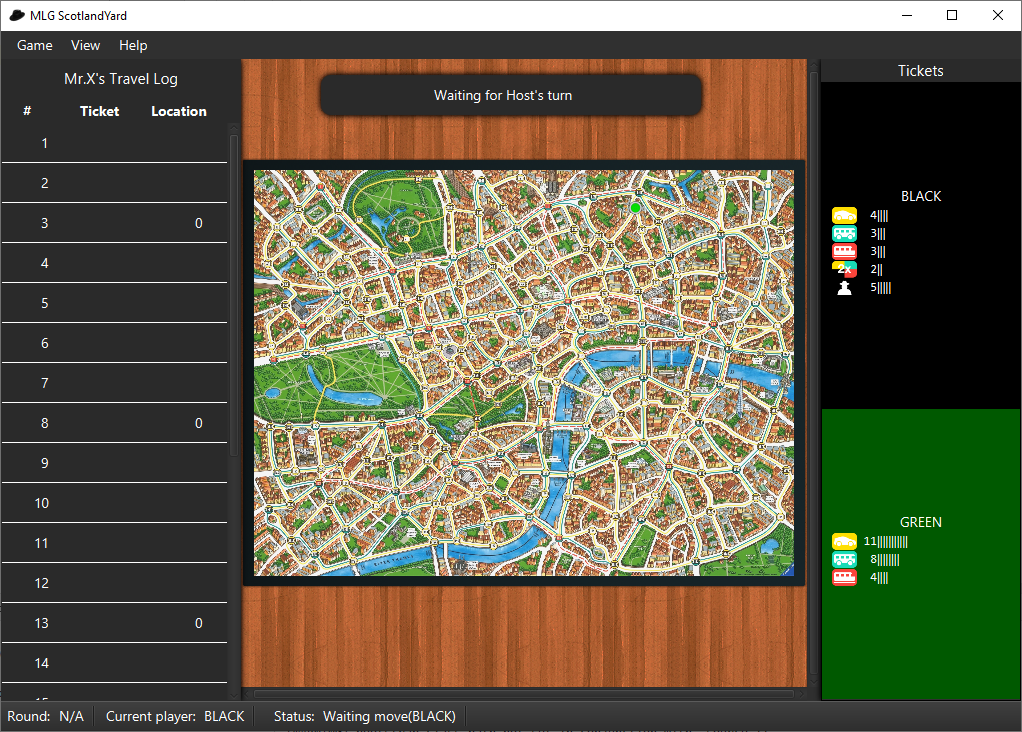 MLG ScotlandYard
Game View Help
Mr.X's Travel Log
# Ticket Location
1
2
3 0
4
5
6
7
8 0
9
10
11
12
13 0
14
Waiting for Host's turn
Tickets
BLACK
4||||
3|||
3|||
2x 2||
5|||||
GREEN
11|||||||||||
8||||||||
4||||
Round: N/A Current player: BLACK Status: Waiting move(BLACK)